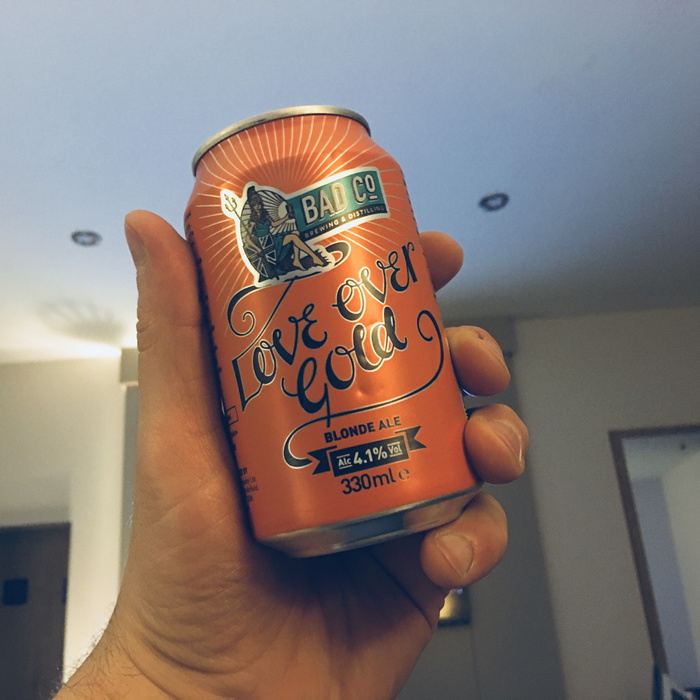 BAD CO
BREWING & DISTILLING
Love over
Gold
BLONDE ALE
Alc 4.1% Vol
330ml e